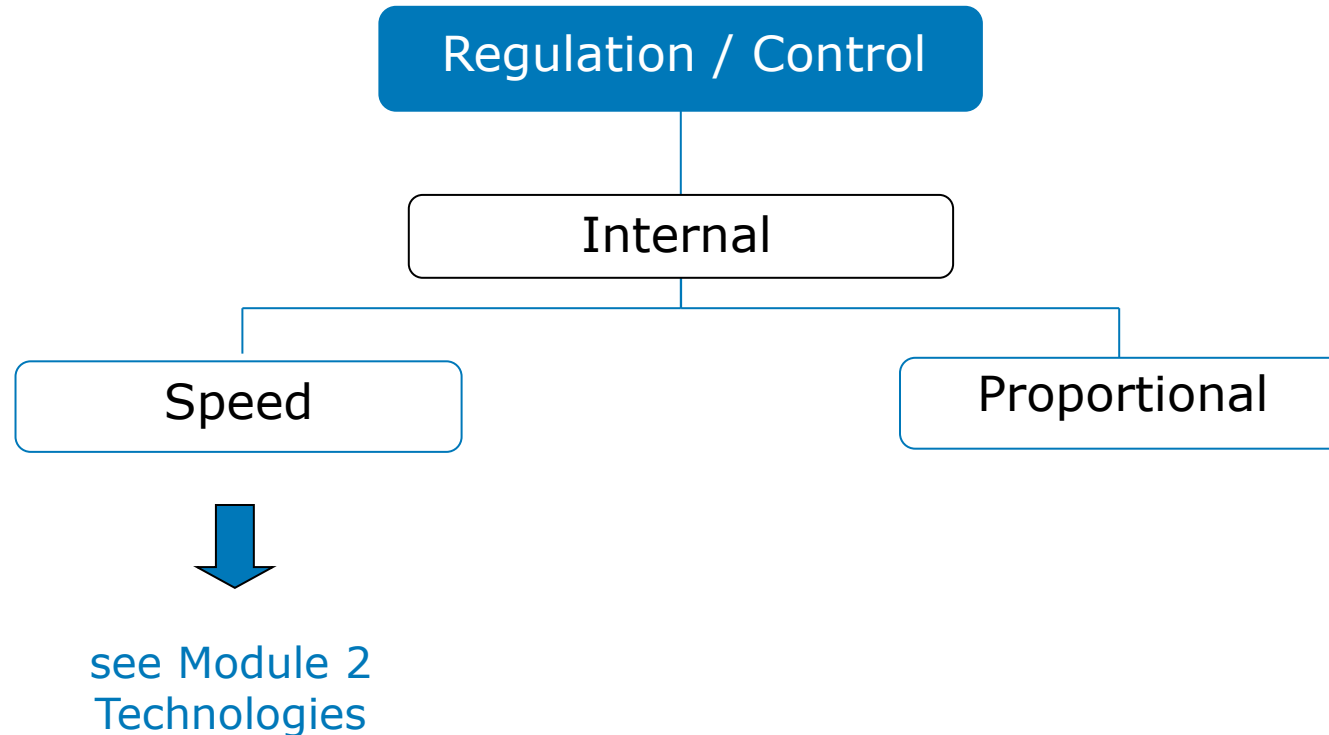 Regulation / Control
Internal
Speed
Proportional
see Module 2
Technologies